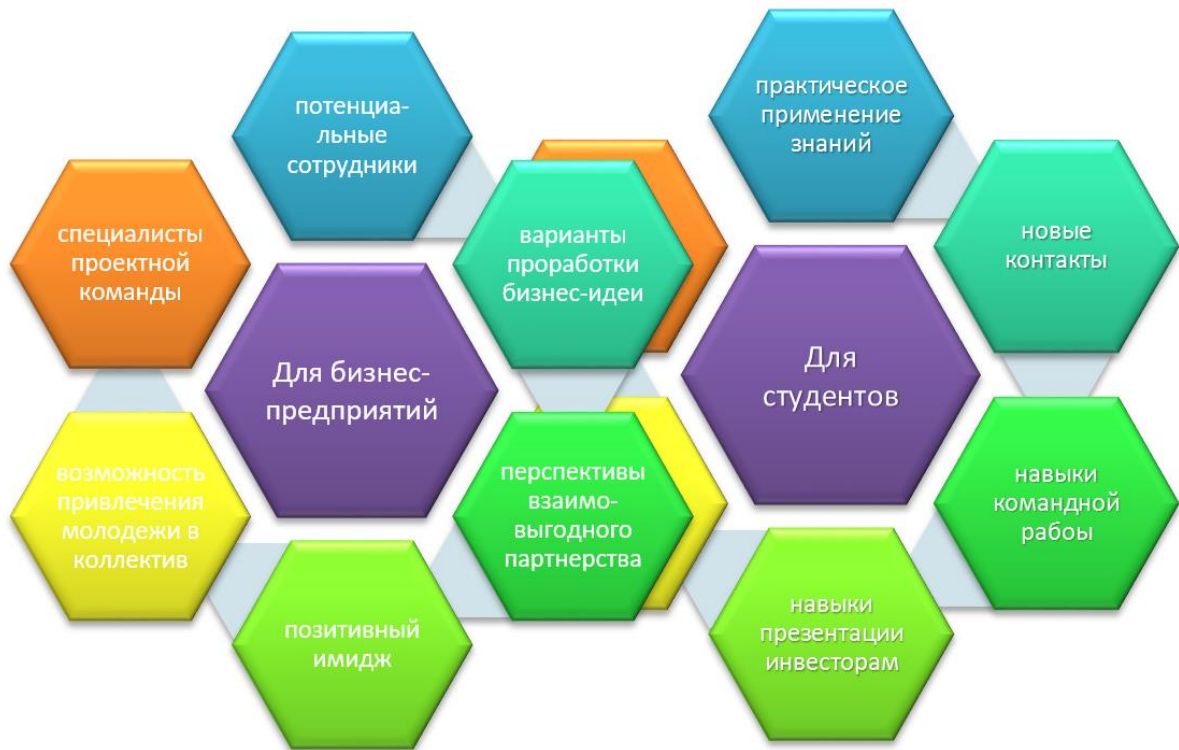 потенциа-
льные
сотрудники
практическое
применение
знаний
специалисты
проектной
команды
варианты
проработки
бизнес-идеи
новые
контакты
Для бизнес-
предприятий
Для
студентов
возможность
привлечения
молодежи в
коллектив
перспективы
взаимо-
выгодного
партнерства
навыки
командной
рабоы
позитивный
имидж
навыки
презентации
инвесторам